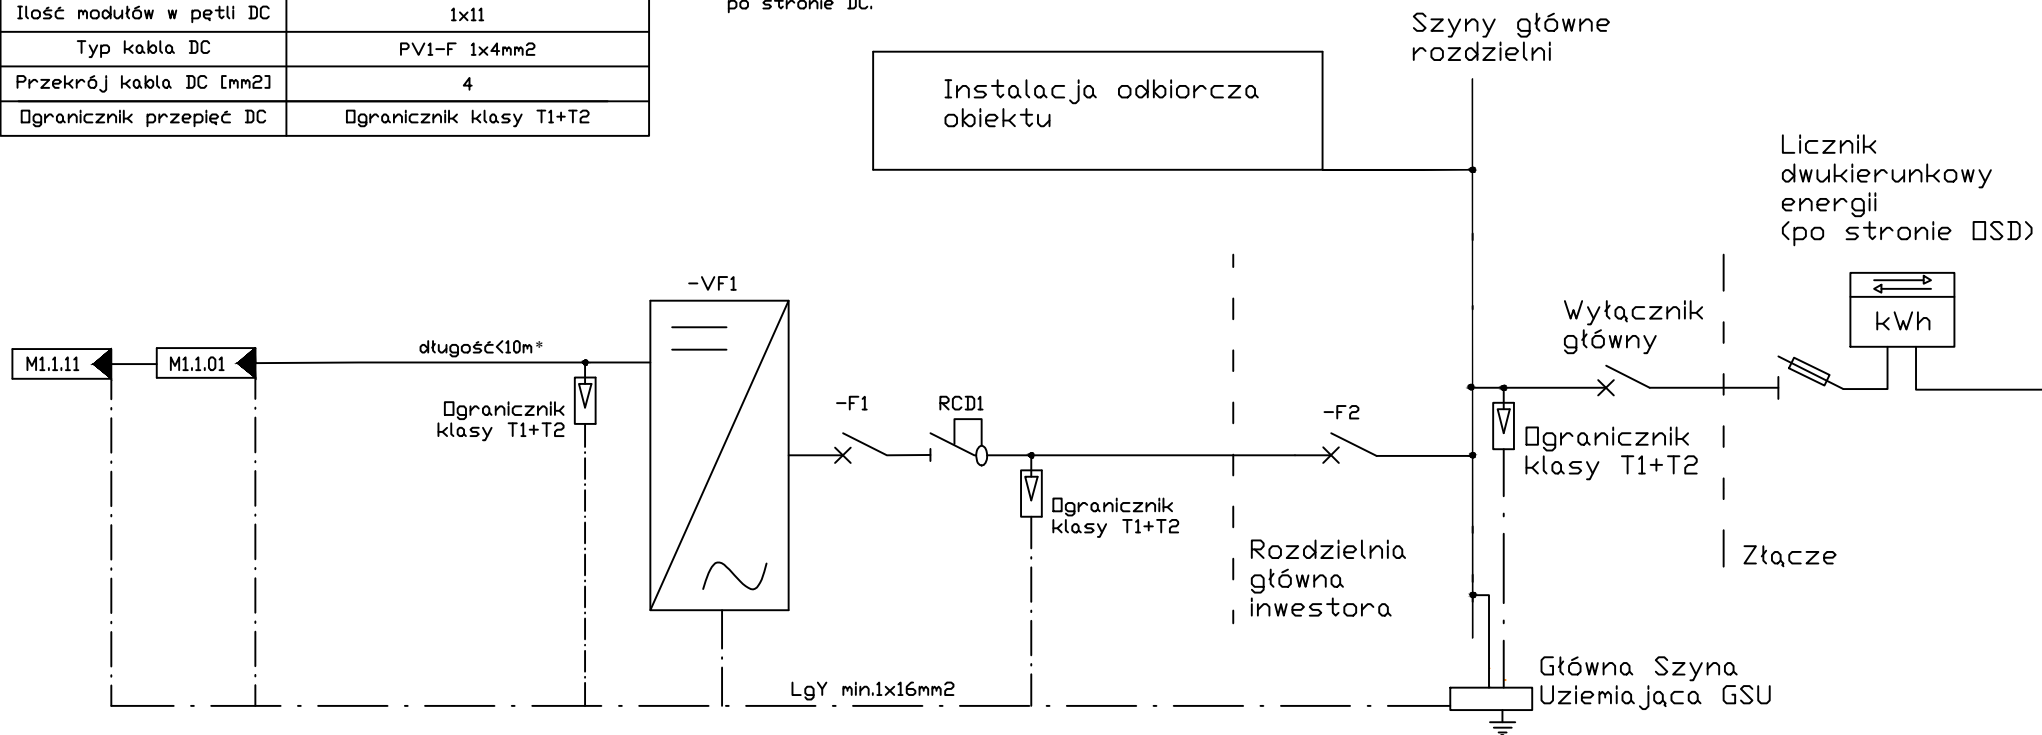 Ilość modułów w pętli DC 1x11
Typ kabla DC PV1-F 1x4mm2
Przekrój kabla DC [mm2] 4
Ogranicznik przepięć DC Ogranicznik klasy T1+T2
po stronie DC.
Szyny główne
rozdzielni
Instalacja odbiorcza
obiektu
Licznik
dwukierunkowy
energii
(po stronie OSD)
kWh
Wyłącznik
główny
-VF1
długość<10m*
M1.1.11
M1.1.01
Ogranicznik
klasy T1+T2
-F1
RCD1
-F2
Ogranicznik
klasy T1+T2
Ogranicznik
klasy T1+T2
Rozdzielnia
główna
inwestora
Złącze
LgY min.1x16mm2
Główna Szyna
Uziemiająca GSU